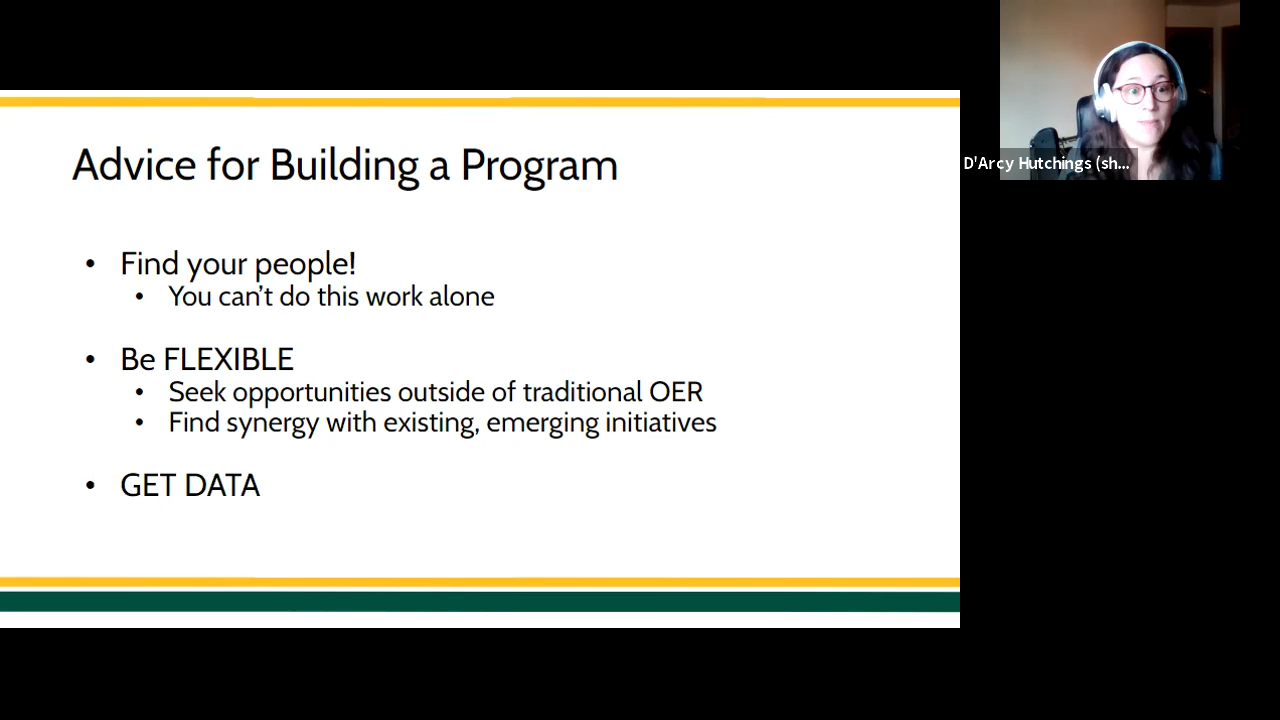 Advice for Building a Program
• Find your people!
• You can't do this work alone
• Be FLEXIBLE
• Seek opportunities outside of traditional OER
• Find synergy with existing, emerging initiatives
• GET DATA
D'Arcy Hutchings (sh...